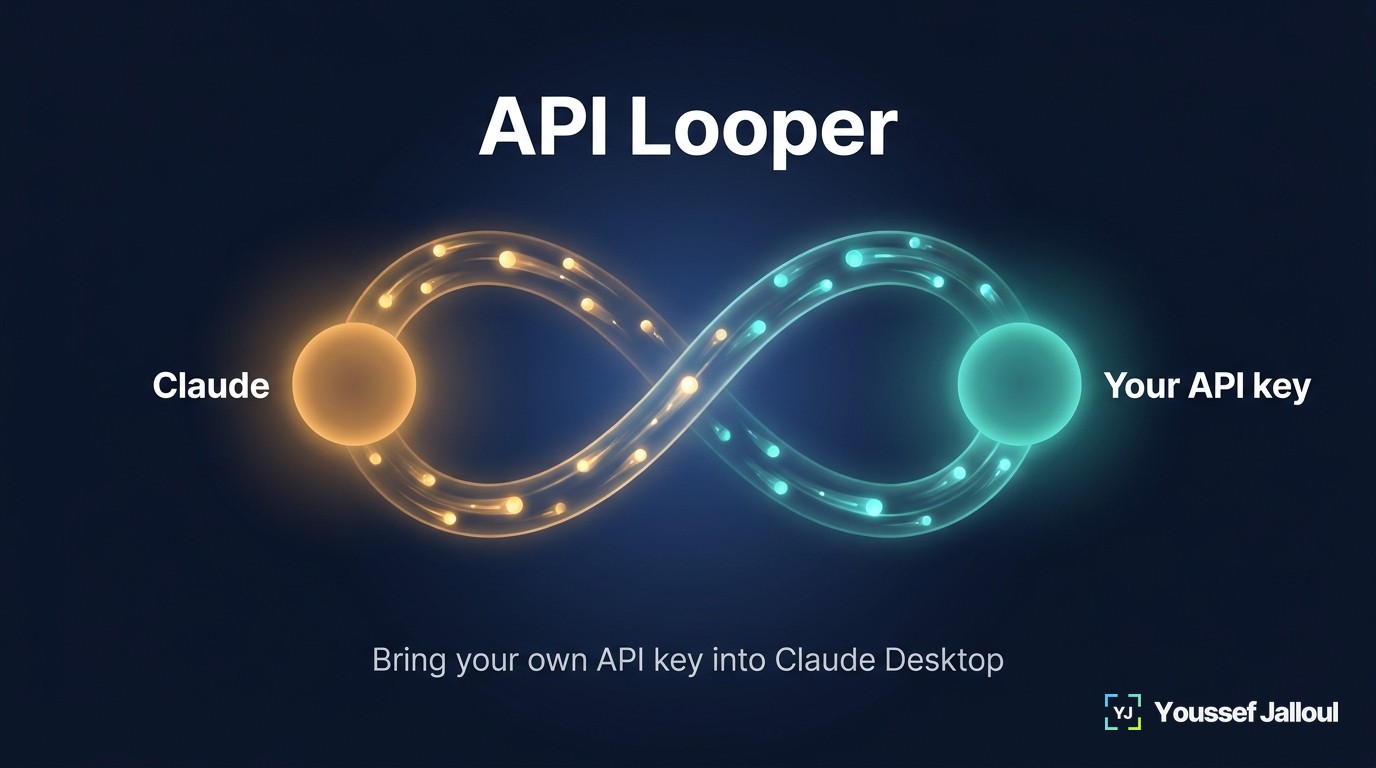 API Looper
Claude
Your API key
Bring your own API key into Claude Desktop
YJ
Youssef Jalloul